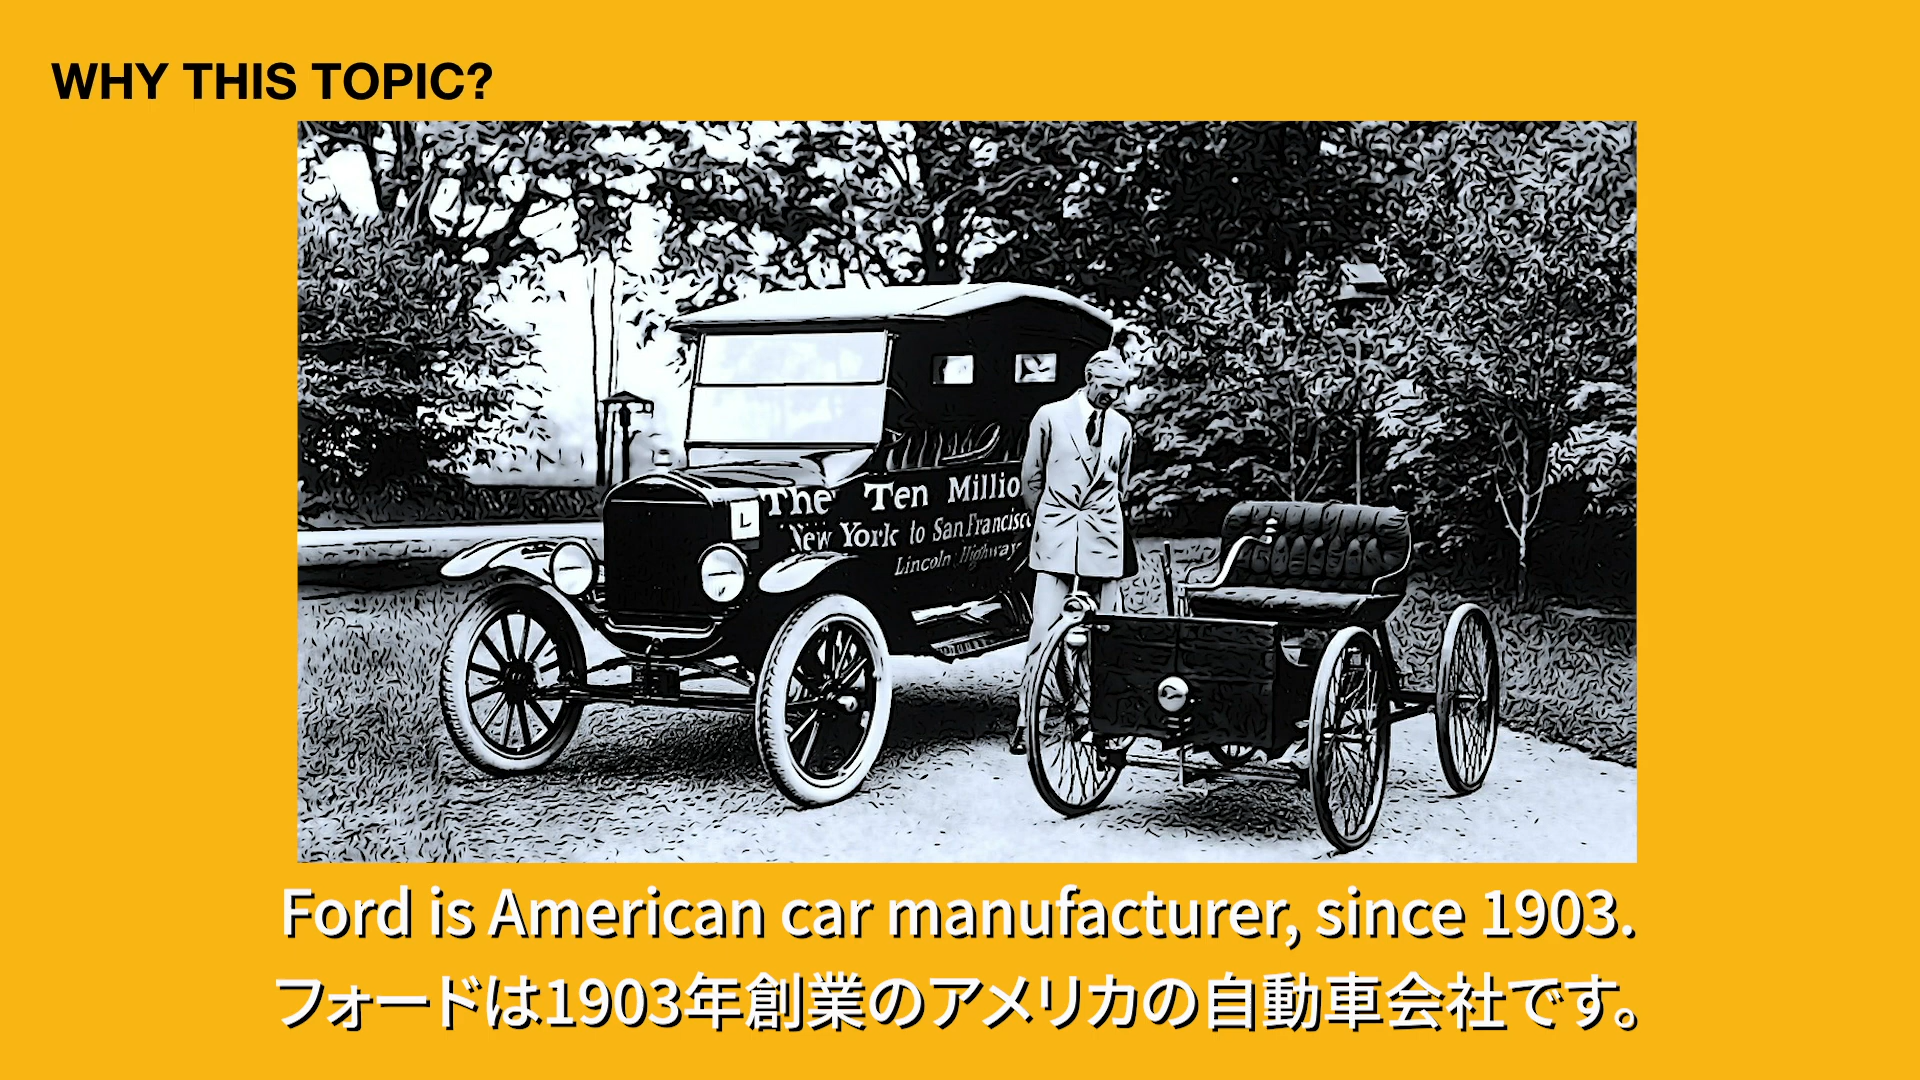 WHY THIS TOPIC?
The Ten Millio
New York to San Francisco
Lincoln Highway
L
Ford is American car manufacturer, since 1903.
フォードは1903年創業のアメリカの自動車会社です。